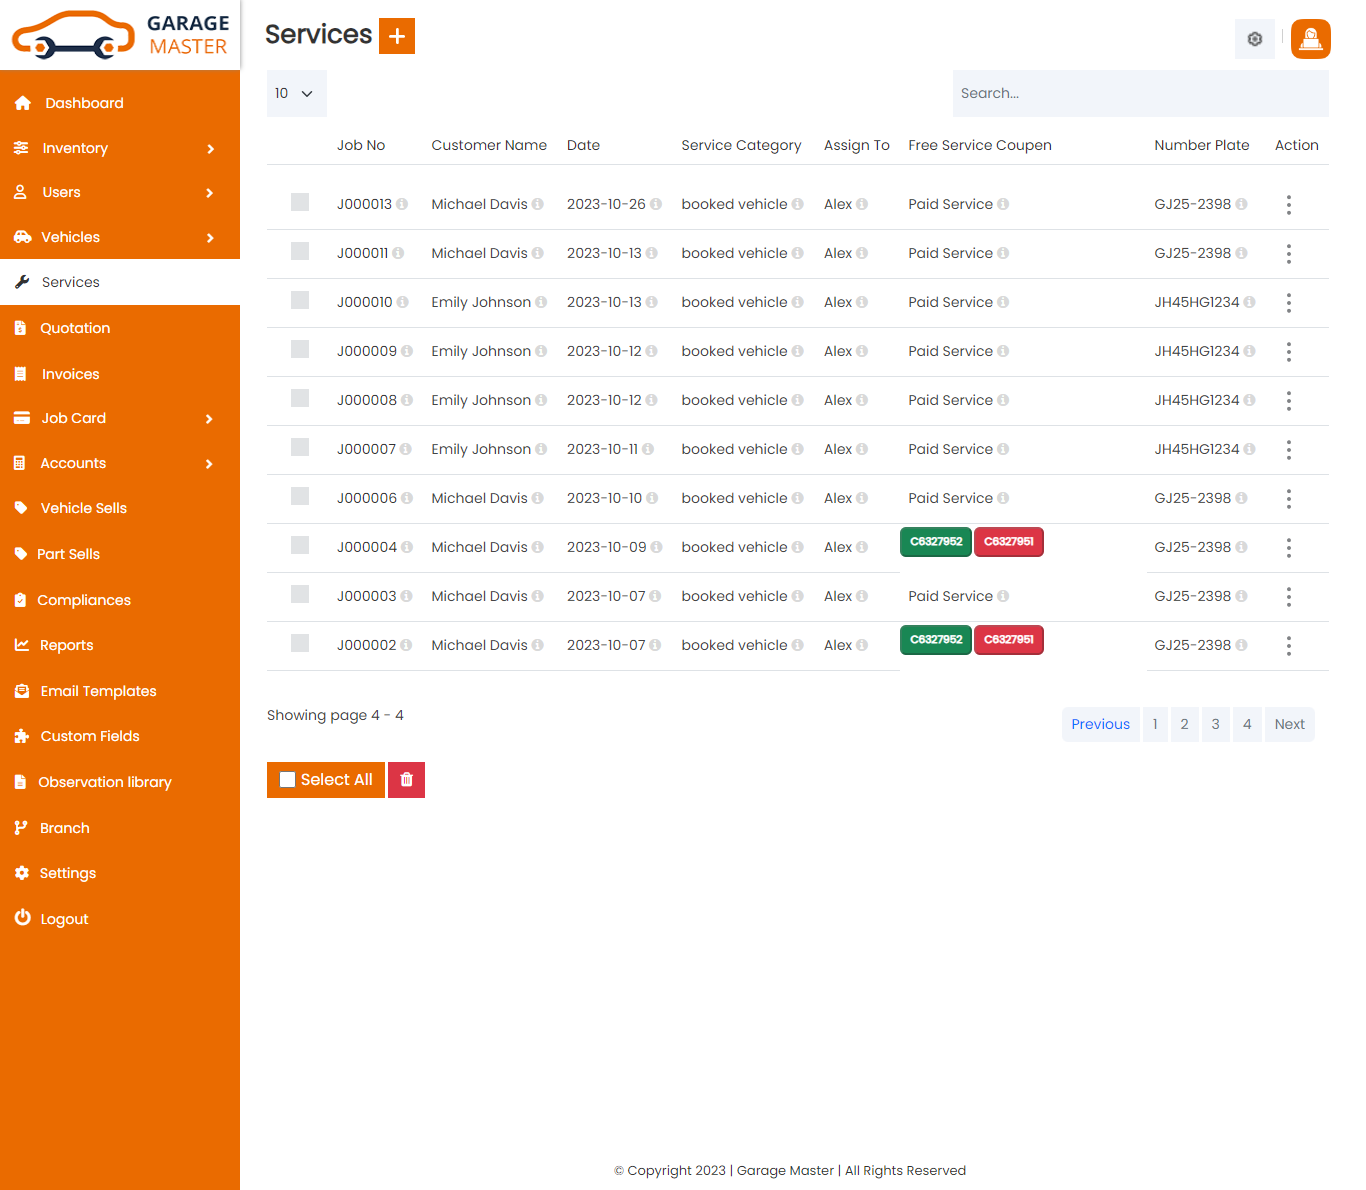 GARAGE
MASTER
Services
Dashboard
Inventory
Users
Vehicles
Services
Quotation
Invoices
Job Card
Accounts
Vehicle Sells
Part Sells
Compliances
Reports
Email Templates
Custom Fields
Observation library
Branch
Settings
Logout
10
Search...
Job No Customer Name Date Service Category Assign To Free Service Coupen Number Plate Action
J000013 Michael Davis 2023-10-26 booked vehicle Alex Paid Service GJ25-2398
J000011 Michael Davis 2023-10-13 booked vehicle Alex Paid Service GJ25-2398
J000010 Emily Johnson 2023-10-13 booked vehicle Alex Paid Service JH45HG1234
J000009 Emily Johnson 2023-10-12 booked vehicle Alex Paid Service JH45HG1234
J000008 Emily Johnson 2023-10-12 booked vehicle Alex Paid Service JH45HG1234
J000007 Emily Johnson 2023-10-11 booked vehicle Alex Paid Service JH45HG1234
J000006 Michael Davis 2023-10-10 booked vehicle Alex Paid Service GJ25-2398
J000004 Michael Davis 2023-10-09 booked vehicle Alex C6327952 C6327951 GJ25-2398
J000003 Michael Davis 2023-10-07 booked vehicle Alex Paid Service GJ25-2398
J000002 Michael Davis 2023-10-07 booked vehicle Alex C6327952 C6327951 GJ25-2398
Showing page 4 - 4
Previous 1 2 3 4 Next
Select All
© Copyright 2023 | Garage Master | All Rights Reserved